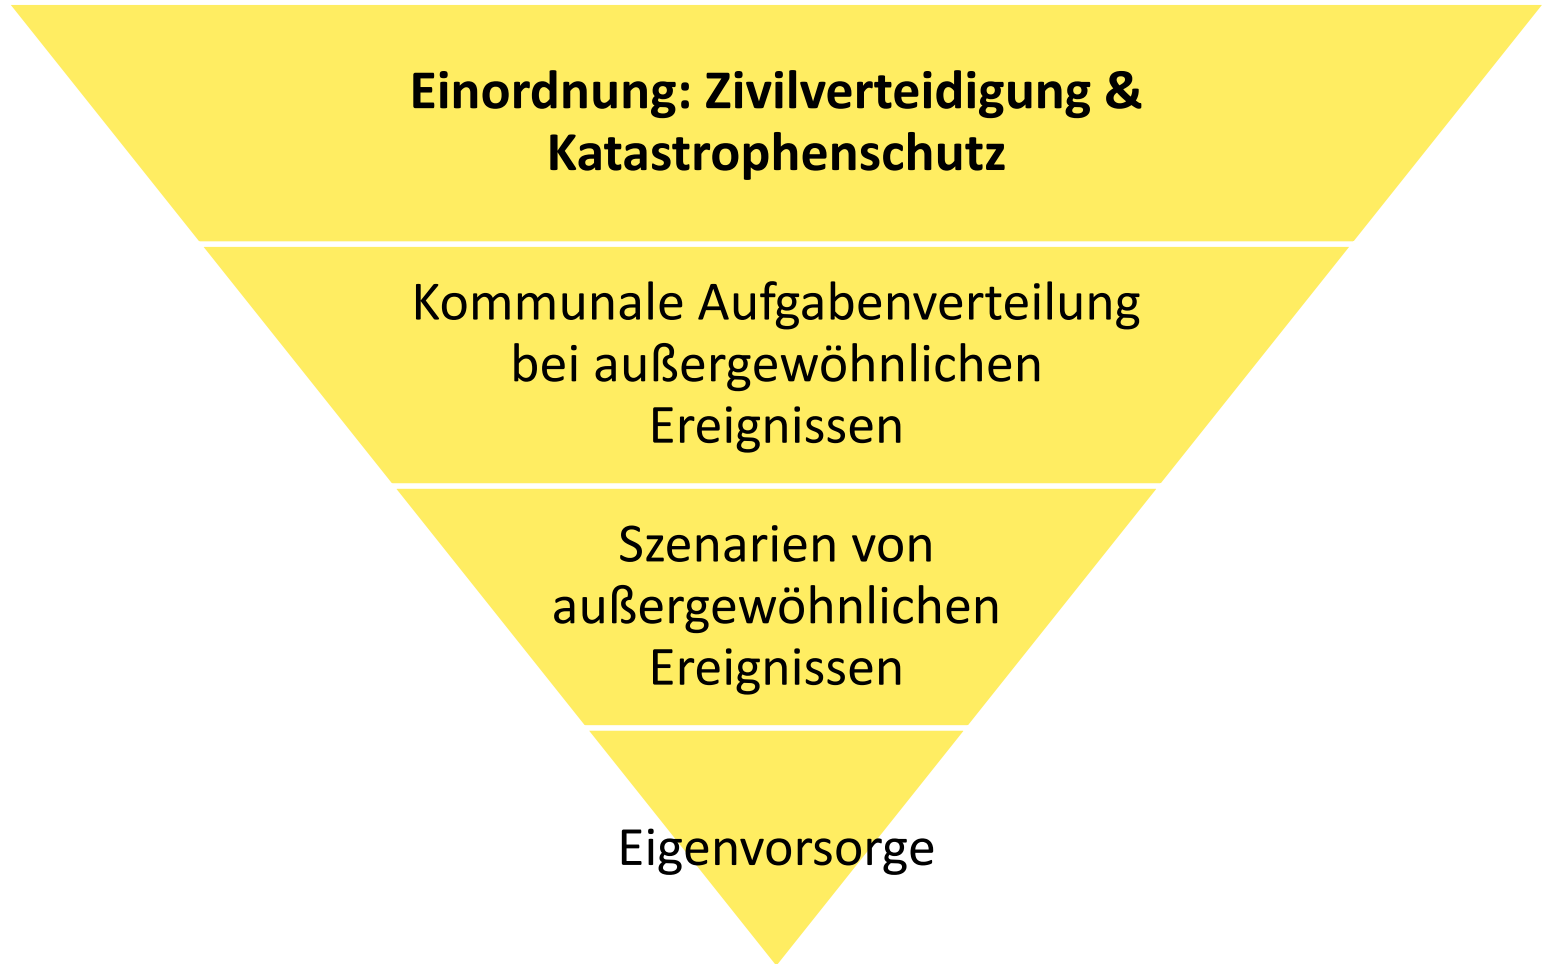 Einordnung: Zivilverteidigung &
Katastrophenschutz
Kommunale Aufgabenverteilung
bei außergewöhnlichen
Ereignissen
Szenarien von
außergewöhnlichen
Ereignissen
Eigenvorsorge